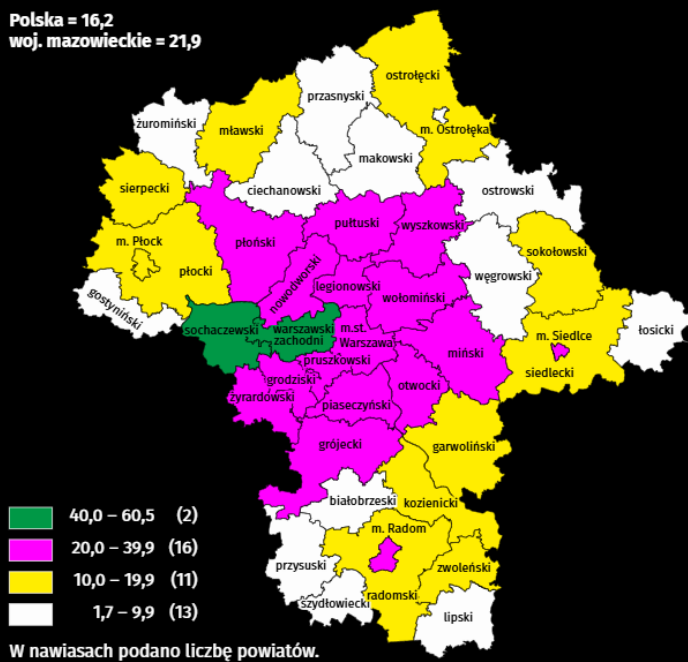 Polska = 16,2
woj. mazowieckie = 21,9
ostrołęcki
przasnyski
żuromiński
mławski
m. Ostrołęka
makowski
sierpecki
ciechanowski
ostrowski
pułtuski
wyszkowski
m. Płock
płoński
sokołowski
płocki
węgrowski
nowodworski
legionowski
gostyniński
wołomiński
sochaczewski
warszawski
zachodni
m.st.
Warszawa
m. Siedlce
łosicki
pruszkowski
miński
siedlecki
grodziski
otwocki
żyrardówski
piaseczyński
grójecki
garwoliński
białobrzeski
kozienicki
40,0 – 60,5 (2)
m. Radom
20,0 – 39,9 (16)
przysuski
zwoleński
10,0 – 19,9 (11)
radomski
szydłowiecki
1,7 – 9,9 (13)
lipski
W nawiasach podano liczbę powiatów.